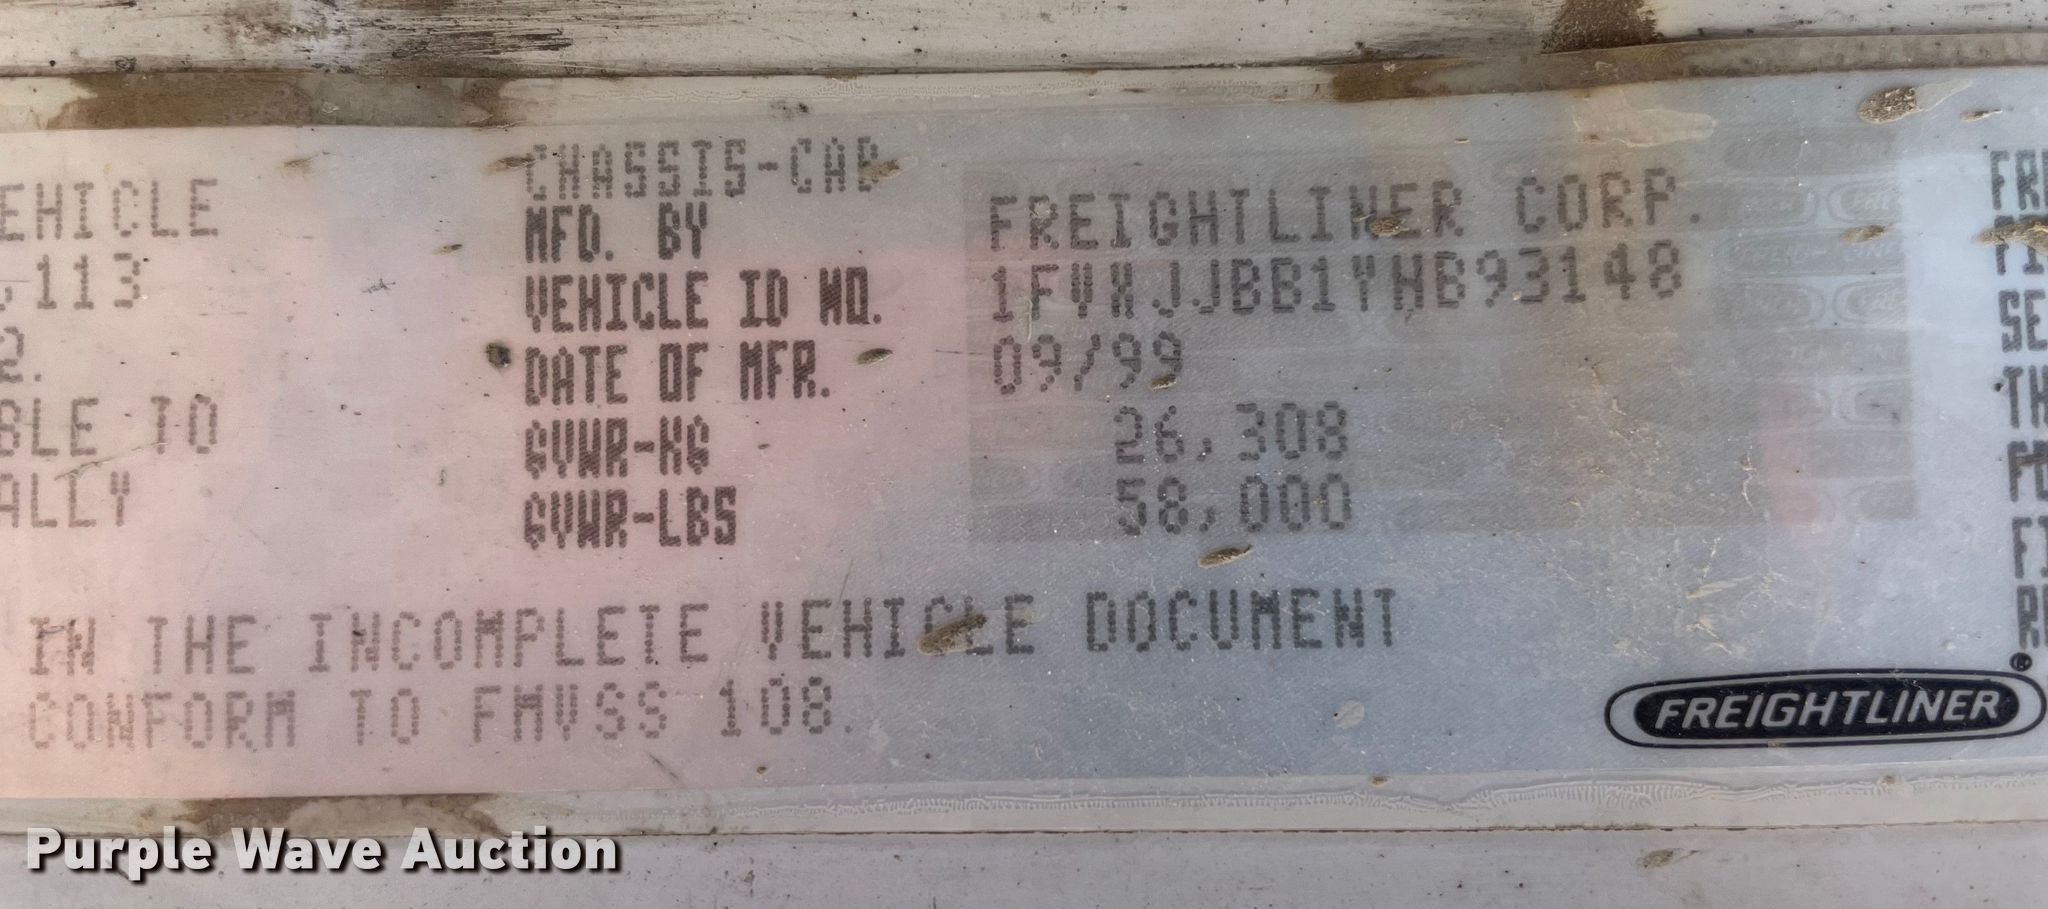 EHICLE
113
2.
BLE TO
ALLY
CHASSIS-CAB
MFD. BY FREIGHTLINER CORP.
VEHICLE ID NO. 1FVXJJBB1YHB93148
DATE OF MFR. 09/99
GVWR-KG 26,308
GVWR-LBS 58,000
IN THE INCOMPLETE VEHICLE DOCUMENT
CONFORM TO FMVSS 108.
FREIGHTLINER®
Purple Wave Auction